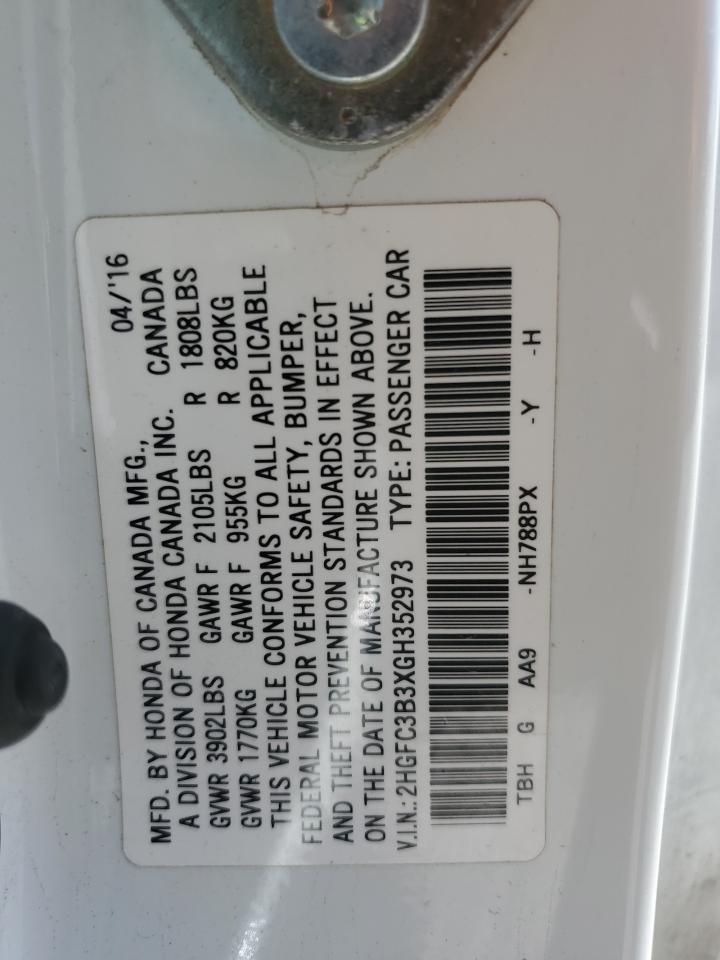 MFD. BY HONDA OF CANADA MFG., 04/'16
A DIVISION OF HONDA CANADA INC. CANADA
GVWR 3902LBS GAWR F 2105LBS R 1808LBS
GVWR 1770KG GAWR F 955KG R 820KG
THIS VEHICLE CONFORMS TO ALL APPLICABLE
FEDERAL MOTOR VEHICLE SAFETY, BUMPER,
AND THEFT PREVENTION STANDARDS IN EFFECT
ON THE DATE OF MANUFACTURE SHOWN ABOVE.
V.I.N.: 2HGFC3B3XGH352973 TYPE: PASSENGER CAR
TBH G AA9 -NH788PX -Y -H